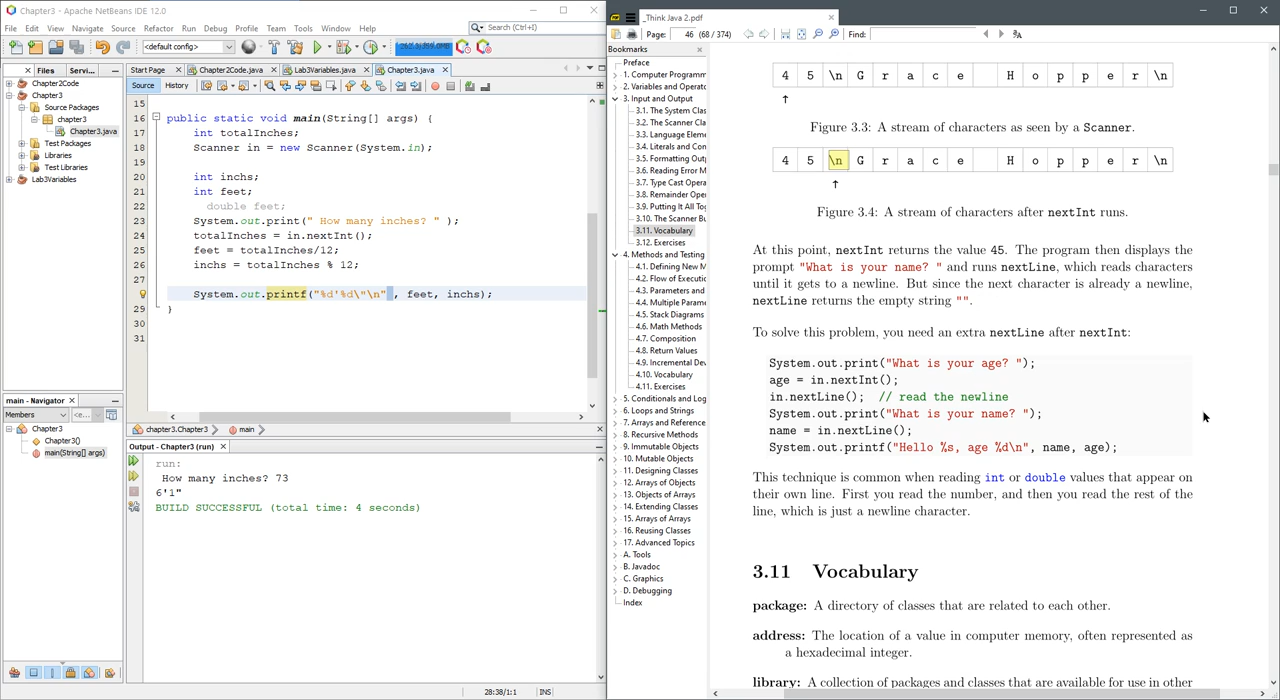 Chapter3 - Apache NetBeans IDE 12.0
File Edit View Navigate Source Refactor Run Debug Profile Team Tools Window Help
Search (Ctrl+I)
<default config>
262.3/359.0MB
Files Servi...
Chapter2Code
Chapter3
Source Packages
chapter3
Chapter3.java
Test Packages
Libraries
Test Libraries
Lab3Variables
Start Page Chapter2Code.java Lab3Variables.java Chapter3.java
Source History
15
16 public static void main(String[] args) {
17 int totalInches;
18 Scanner in = new Scanner(System.in);
19
20 int inchs;
21 int feet;
22 double feet;
23 System.out.print(" How many inches? " );
24 totalInches = in.nextInt();
25 feet = totalInches/12;
26 inchs = totalInches % 12;
27
System.out.printf("%d'%d\"\n" , feet, inchs);
29 }
30
31
chapter3.Chapter3 main
main - Navigator
Members <e...
Chapter3
Chapter3()
main(String[] args)
Output - Chapter3 (run)
run:
How many inches? 73
6'1"
BUILD SUCCESSFUL (total time: 4 seconds)
28:38/1:1 INS
_Think Java 2.pdf
Page: 46 (68 / 374) Find:
Bookmarks
Preface
1. Computer Programm
2. Variables and Operato
3. Input and Output
3.1. The System Clas
3.2. The Scanner Cla
3.3. Language Eleme
3.4. Literals and Con
3.5. Formatting Outp
3.6. Reading Error M
3.7. Type Cast Opera
3.8. Remainder Oper
3.9. Putting It All Tog
3.10. The Scanner Bu
3.11. Vocabulary
3.12. Exercises
4. Methods and Testing
4.1. Defining New M
4.2. Flow of Execution
4.3. Parameters and
4.4. Multiple Parame
4.5. Stack Diagrams
4.6. Math Methods
4.7. Composition
4.8. Return Values
4.9. Incremental Dev
4.10. Vocabulary
4.11. Exercises
5. Conditionals and Log
6. Loops and Strings
7. Arrays and Reference
8. Recursive Methods
9. Immutable Objects
10. Mutable Objects
11. Designing Classes
12. Arrays of Objects
13. Objects of Arrays
14. Extending Classes
15. Arrays of Arrays
16. Reusing Classes
17. Advanced Topics
A. Tools
B. Javadoc
C. Graphics
D. Debugging
Index
4 5 \n G r a c e H o p p e r \n
↑
Figure 3.3: A stream of characters as seen by a Scanner.
4 5 \n G r a c e H o p p e r \n
↑
Figure 3.4: A stream of characters after nextInt runs.
At this point, nextInt returns the value 45. The program then displays the
prompt "What is your name? " and runs nextLine, which reads characters
until it gets to a newline. But since the next character is already a newline,
nextLine returns the empty string "".
To solve this problem, you need an extra nextLine after nextInt:
System.out.print("What is your age? ");
age = in.nextInt();
in.nextLine(); // read the newline
System.out.print("What is your name? ");
name = in.nextLine();
System.out.printf("Hello %s, age %d\n", name, age);
This technique is common when reading int or double values that appear on
their own line. First you read the number, and then you read the rest of the
line, which is just a newline character.
3.11 Vocabulary
package: A directory of classes that are related to each other.
address: The location of a value in computer memory, often represented as
a hexadecimal integer.
library: A collection of packages and classes that are available for use in other